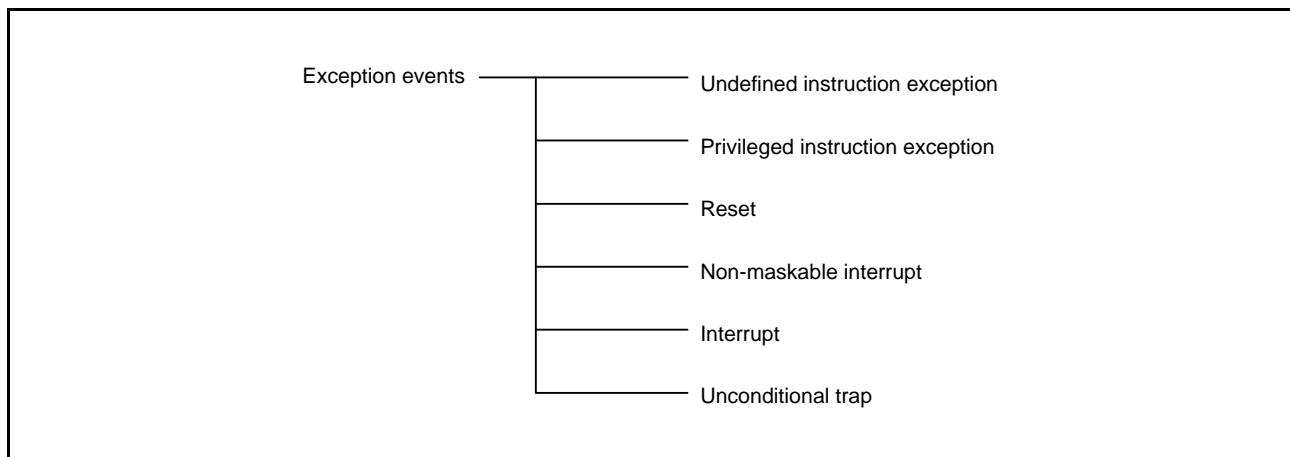 Exception events
Undefined instruction exception
Privileged instruction exception
Reset
Non-maskable interrupt
Interrupt
Unconditional trap